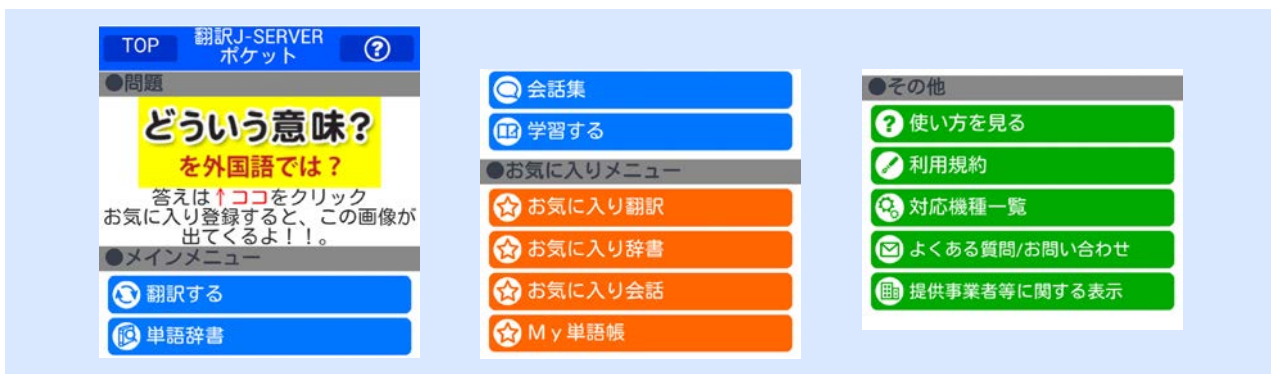 TOP
翻訳J-SERVER
ポケット
?
●問題
どういう意味?
を外国語では?
答えは↑ココをクリック
お気に入り登録すると、この画像が
出てくるよ!!。
●メインメニュー
翻訳する
単語辞書
会話集
学習する
●お気に入りメニュー
お気に入り翻訳
お気に入り辞書
お気に入り会話
My単語帳
●その他
? 使い方を見る
利用規約
対応機種一覧
よくある質問/お問い合わせ
提供事業者等に関する表示